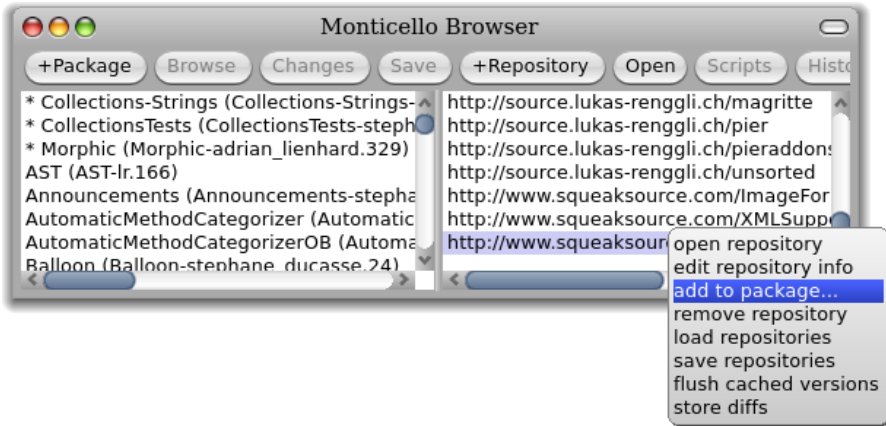 Monticello Browser
+Package Browse Changes Save +Repository Open Scripts Histo
* Collections-Strings (Collections-Strings-
* CollectionsTests (CollectionsTests-steph
* Morphic (Morphic-adrian_lienhard.329)
AST (AST-lr.166)
Announcements (Announcements-stepha
AutomaticMethodCategorizer (Automatic
AutomaticMethodCategorizerOB (Automa
Balloon (Balloon-stephane_ducasse.24)
http://source.lukas-renggli.ch/magritte
http://source.lukas-renggli.ch/pier
http://source.lukas-renggli.ch/pieraddons
http://source.lukas-renggli.ch/unsorted
http://www.squeaksource.com/ImageFor
http://www.squeaksource.com/XMLSuppo
http://www.squeaksour
open repository
edit repository info
add to package...
remove repository
load repositories
save repositories
flush cached versions
store diffs